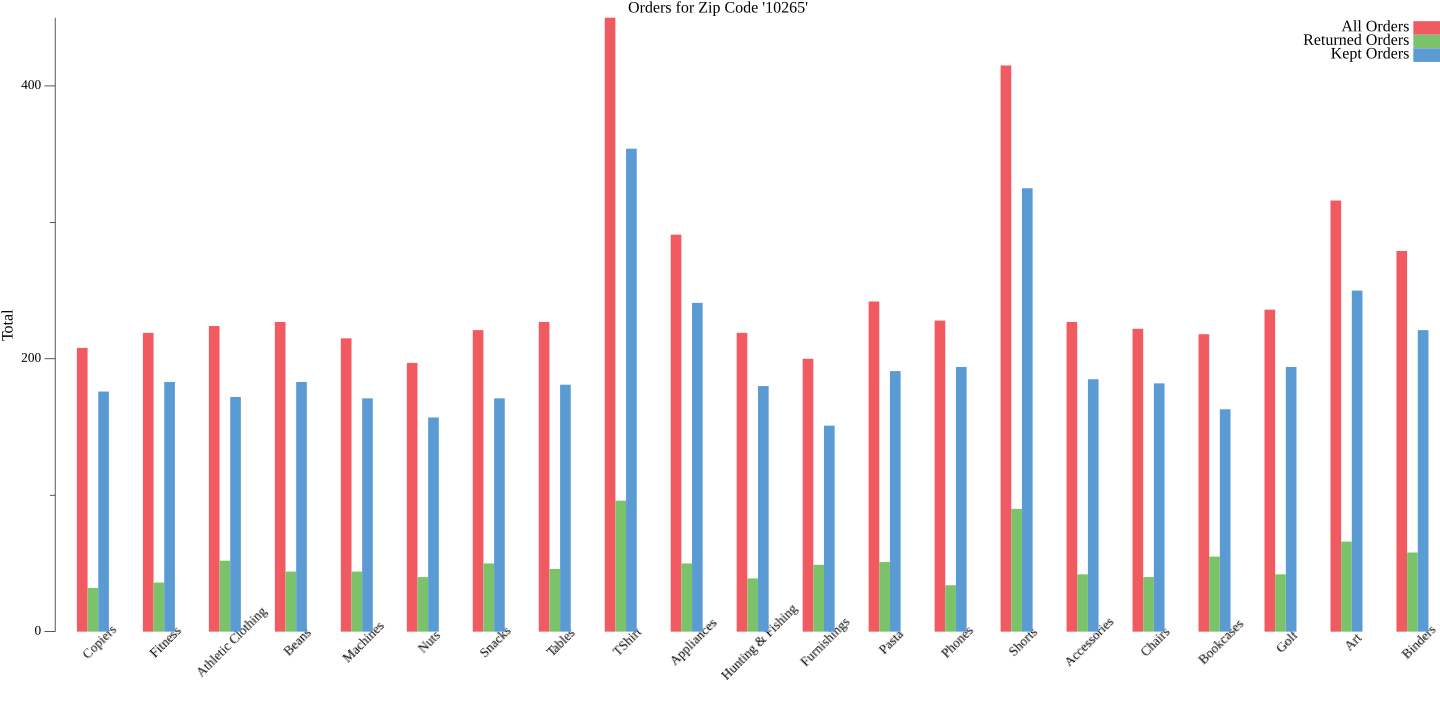 Orders for Zip Code '10265'
All Orders
Returned Orders
Kept Orders
Total
400
200
0
Copiers
Fitness
Athletic Clothing
Beans
Machines
Nuts
Snacks
Tables
TShirt
Appliances
Hunting & Fishing
Furnishings
Pasta
Phones
Shorts
Accessories
Chairs
Bookcases
Golf
Art
Binders